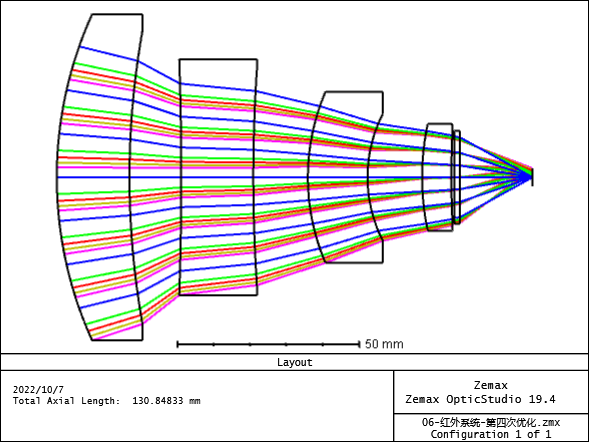 50 mm
Layout
2022/10/7
Total Axial Length:  130.84833 mm
Zemax
Zemax OpticStudio 19.4
06-红外系统-第四次优化.zmx
Configuration 1 of 1